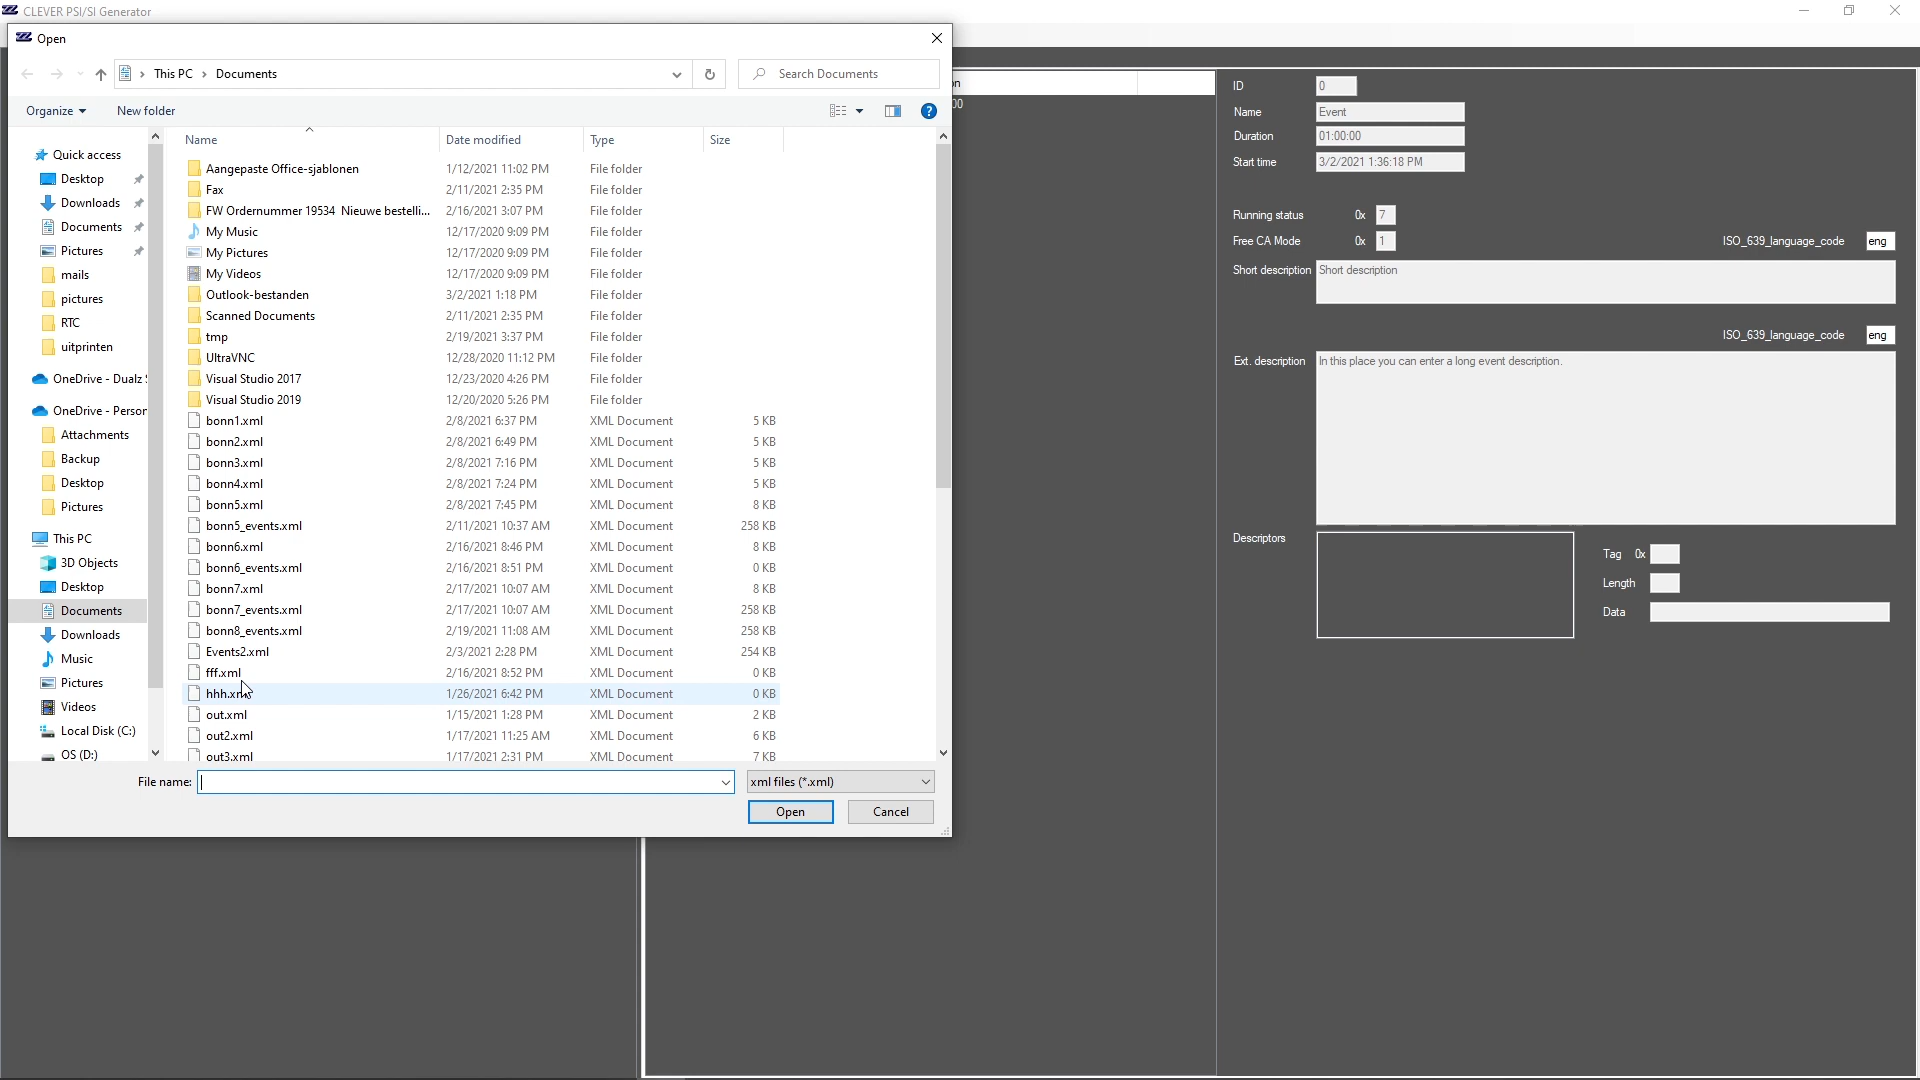 CLEVER PSI/SI Generator
Open
This PC > Documents
Search Documents
Organize
New folder
Name
Date modified
Type
Size
Quick access
Desktop
Downloads
Documents
Pictures
mails
pictures
RTC
uitprinten
OneDrive - Dualz
OneDrive - Person
Attachments
Backup
Desktop
Pictures
This PC
3D Objects
Desktop
Documents
Downloads
Music
Pictures
Videos
Local Disk (C:)
OS (D:)
Aangepaste Office-sjablonen 1/12/2021 11:02 PM File folder
Fax 2/11/2021 2:35 PM File folder
FW Ordernummer 19534 Nieuwe bestelli... 2/16/2021 3:07 PM File folder
My Music 12/17/2020 9:09 PM File folder
My Pictures 12/17/2020 9:09 PM File folder
My Videos 12/17/2020 9:09 PM File folder
Outlook-bestanden 3/2/2021 1:18 PM File folder
Scanned Documents 2/11/2021 2:35 PM File folder
tmp 2/19/2021 3:37 PM File folder
UltraVNC 12/28/2020 11:12 PM File folder
Visual Studio 2017 12/23/2020 4:26 PM File folder
Visual Studio 2019 12/20/2020 5:26 PM File folder
bonn1.xml 2/8/2021 6:37 PM XML Document 5 KB
bonn2.xml 2/8/2021 6:49 PM XML Document 5 KB
bonn3.xml 2/8/2021 7:16 PM XML Document 5 KB
bonn4.xml 2/8/2021 7:24 PM XML Document 5 KB
bonn5.xml 2/8/2021 7:45 PM XML Document 8 KB
bonn5_events.xml 2/11/2021 10:37 AM XML Document 258 KB
bonn6.xml 2/16/2021 8:46 PM XML Document 8 KB
bonn6_events.xml 2/16/2021 8:51 PM XML Document 0 KB
bonn7.xml 2/17/2021 10:07 AM XML Document 8 KB
bonn7_events.xml 2/17/2021 10:07 AM XML Document 258 KB
bonn8_events.xml 2/19/2021 11:08 AM XML Document 258 KB
Events2.xml 2/3/2021 2:28 PM XML Document 254 KB
fff.xml 2/16/2021 8:52 PM XML Document 0 KB
hhh.xml 1/26/2021 6:42 PM XML Document 0 KB
out.xml 1/15/2021 1:28 PM XML Document 2 KB
out2.xml 1/17/2021 11:25 AM XML Document 6 KB
out3.xml 1/17/2021 2:31 PM XML Document 7 KB
File name:
xml files (*.xml)
Open
Cancel
on
00
ID 0
Name Event
Duration 01:00:00
Start time 3/2/2021 1:36:18 PM
Running status 0x 7
Free CA Mode 0x 1
ISO_639_language_code eng
Short description Short description
ISO_639_language_code eng
Ext. description In this place you can enter a long event description.
Descriptors
Tag 0x
Length
Data